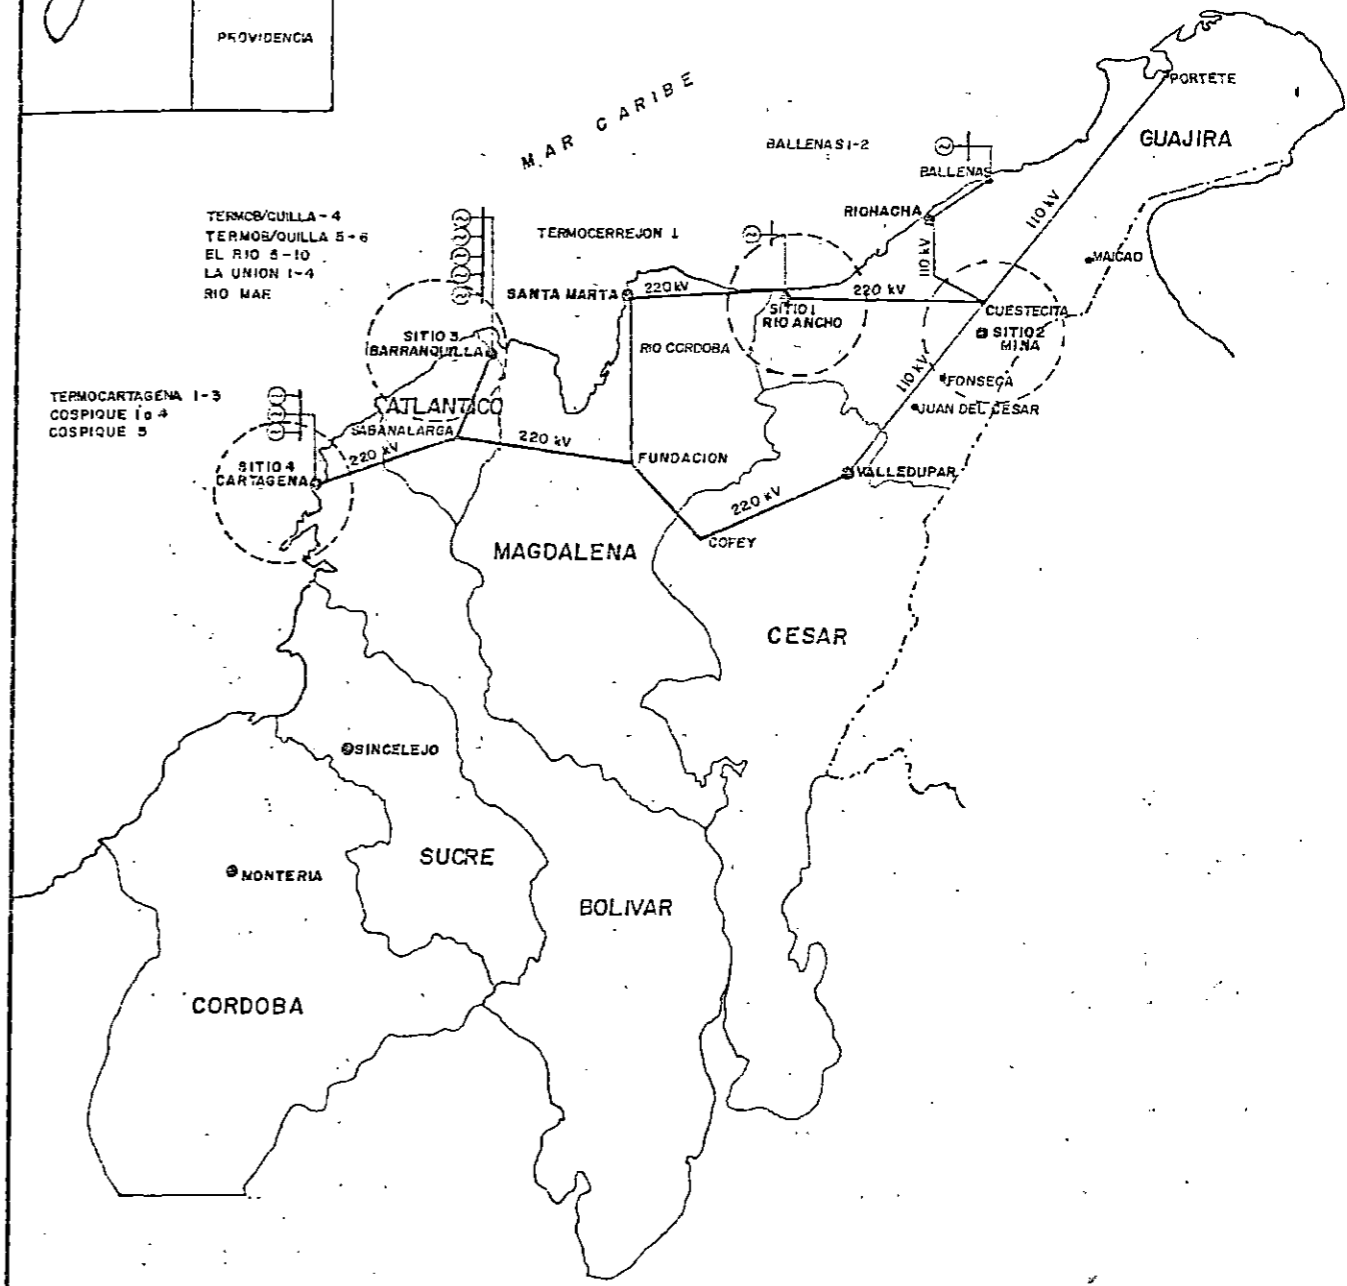 PROVIDENCIA
MAR CARIBE
PORTETE
GUAJIRA
BALLENAS 1-2
BALLENAS
RIOHACHA
110 kV
110 kV
MAICAO
TERMOB/QUILLA-4
TERMOB/QUILLA 5-6
EL RIO 5-10
LA UNION 1-4
RIO MAR
TERMOCERREJON 1
SANTA MARTA
220 kV
SITIO 1
RIO ANCHO
220 kV
CUESTECITA
SITIO 2
MINA
SITIO 3
BARRANQUILLA
RIO CORDOBA
110 kV
FONSECA
JUAN DEL CESAR
TERMOCARTAGENA 1-3
COSPIQUE 1 a 4
COSPIQUE 5
ATLANTICO
SABANALARGA
220 kV
220 kV
FUNDACION
SITIO 4
CARTAGENA
VALLEDUPAR
220 kV
COPEY
MAGDALENA
CESAR
SINCELEJO
MONTERIA
SUCRE
BOLIVAR
CORDOBA